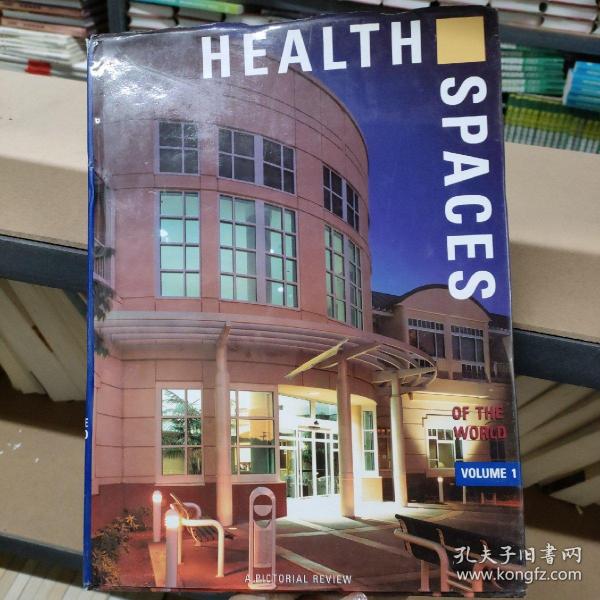 HEALTH
SPACES
OF THE
WORLD
VOLUME 1
A PICTORIAL REVIEW
孔夫子旧书网
www.kongfz.com